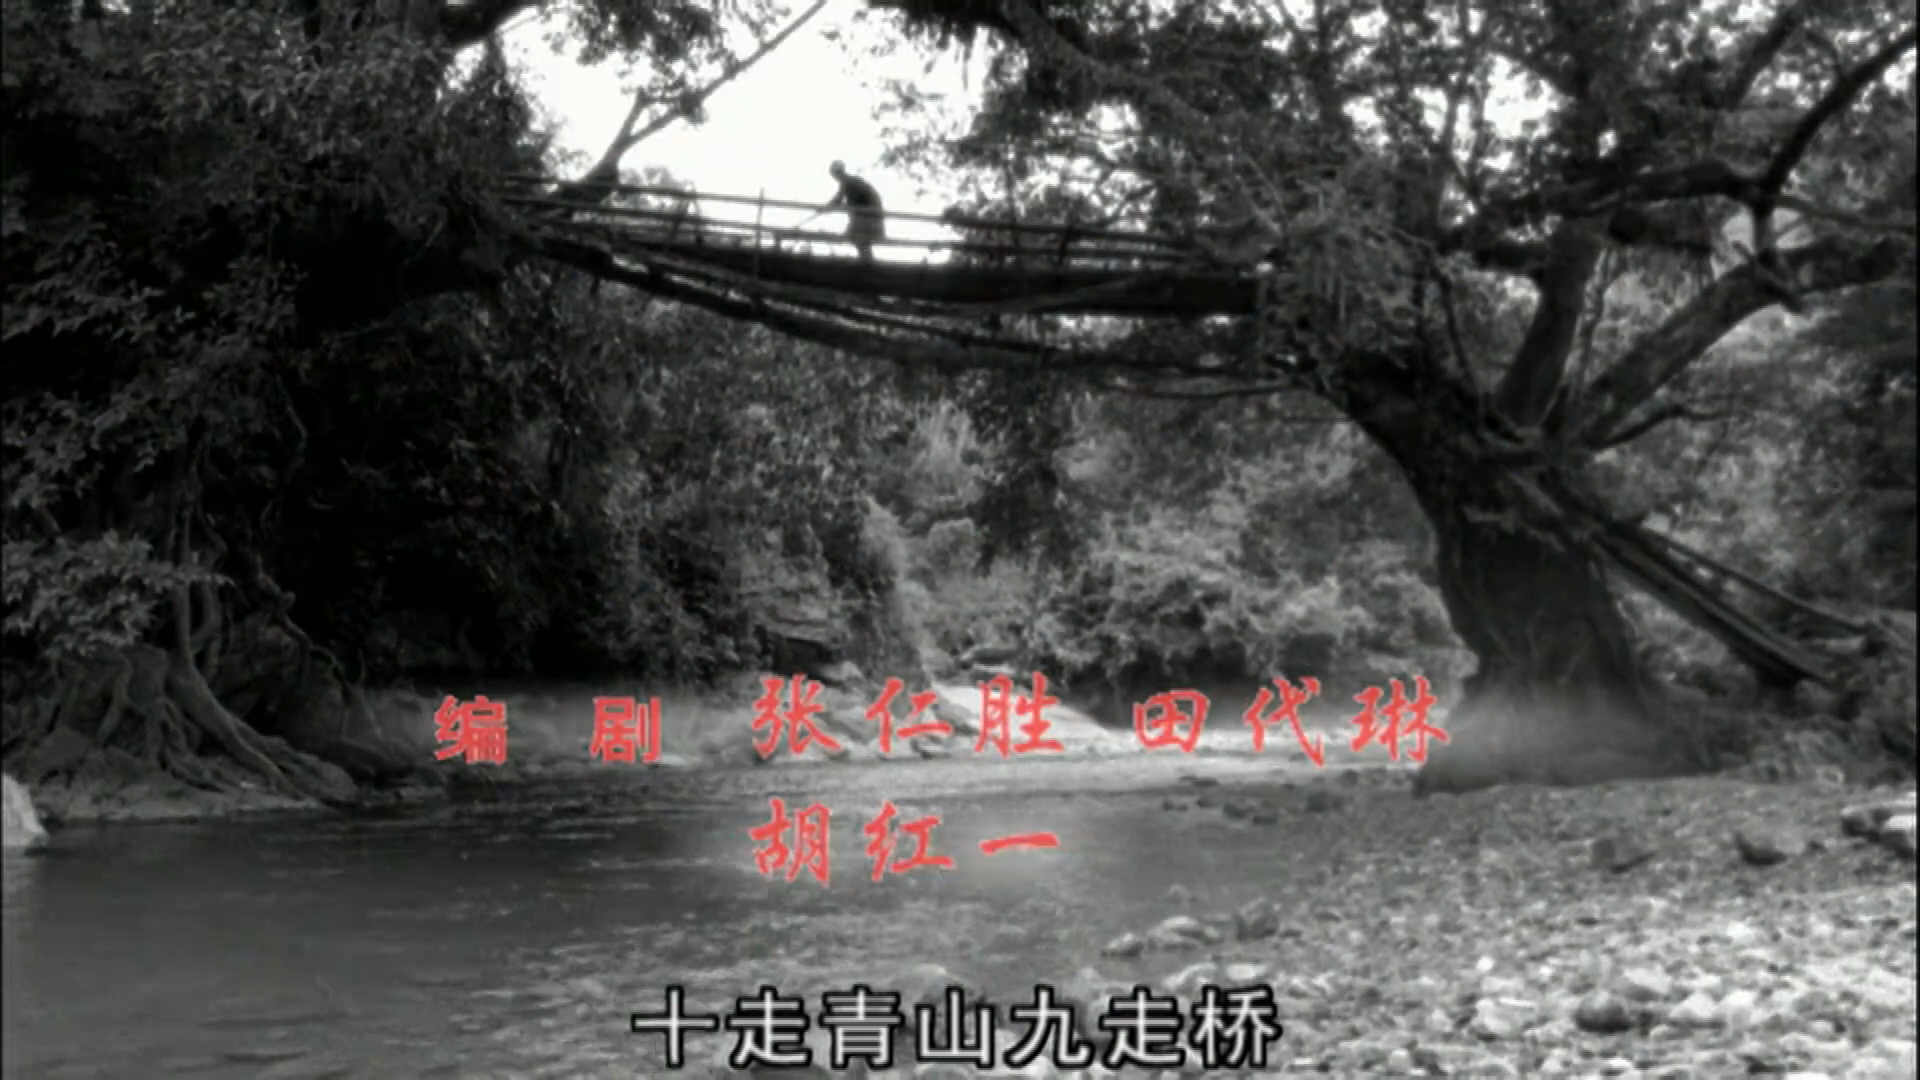 编 剧 张仁胜 田代琳
胡红一
十走青山九走桥